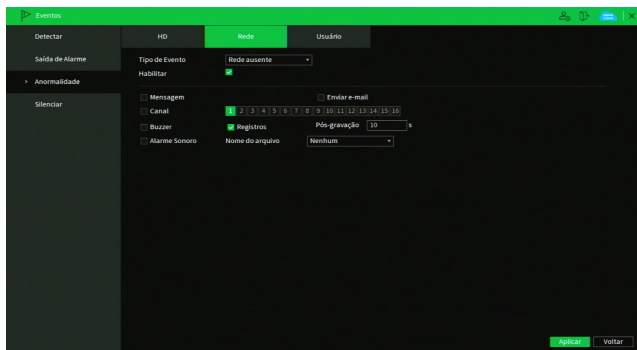 Eventos
Detectar
Saída de Alarme
Anormalidade
Silenciar
HD Rede Usuário
Tipo de Evento Rede ausente
Habilitar
Mensagem Enviar e-mail
Canal 1 2 3 4 5 6 7 8 9 10 11 12 13 14 15 16
Buzzer Registros Pós-gravação 10 s
Alarme Sonoro Nome do arquivo Nenhum
Aplicar Voltar